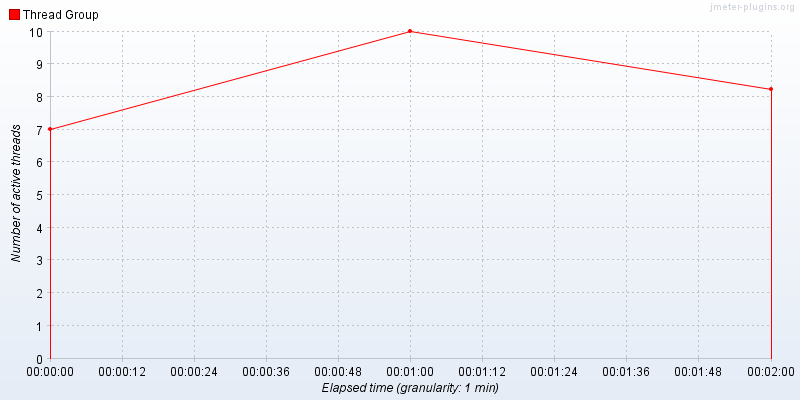 jmeter-plugins.org
Thread Group
10
9
8
7
6
5
4
3
2
1
0
Number of active threads
00:00:00 00:00:12 00:00:24 00:00:36 00:00:48 00:01:00 00:01:12 00:01:24 00:01:36 00:01:48 00:02:00
Elapsed time (granularity: 1 min)